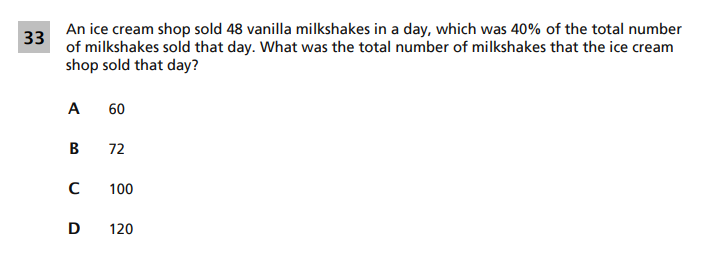 33
An ice cream shop sold 48 vanilla milkshakes in a day, which was 40% of the total number
of milkshakes sold that day. What was the total number of milkshakes that the ice cream
shop sold that day?
A 60
B 72
C 100
D 120